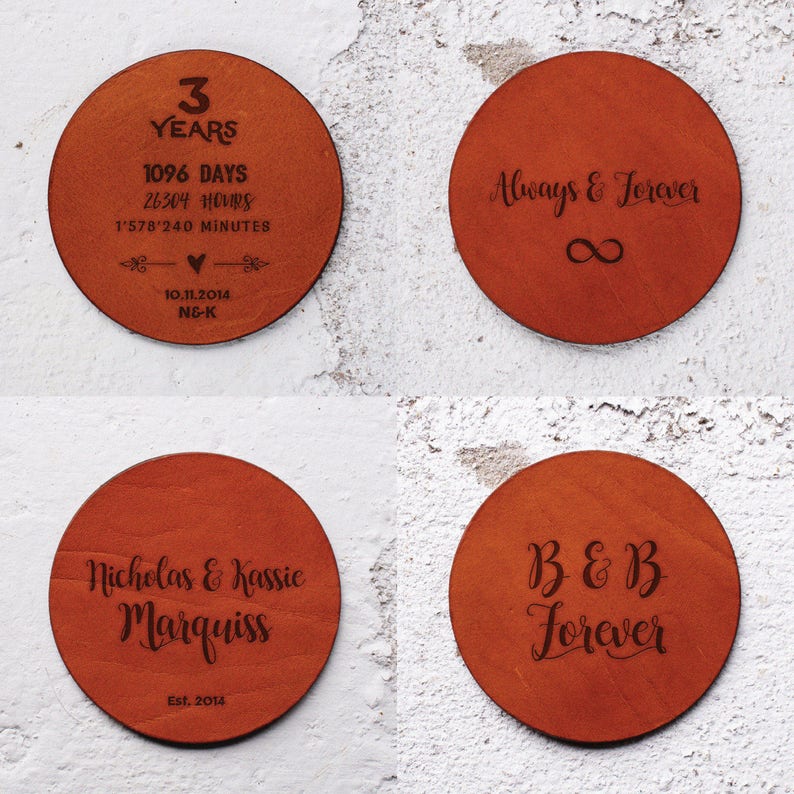 3
YEARS
1096 DAYS
26304 HOURS
1'578'240 MiNUTES
10.11.2014
N&K
Always & Forever
Nicholas & Kassie
Marquiss
Est. 2014
B & B
Forever